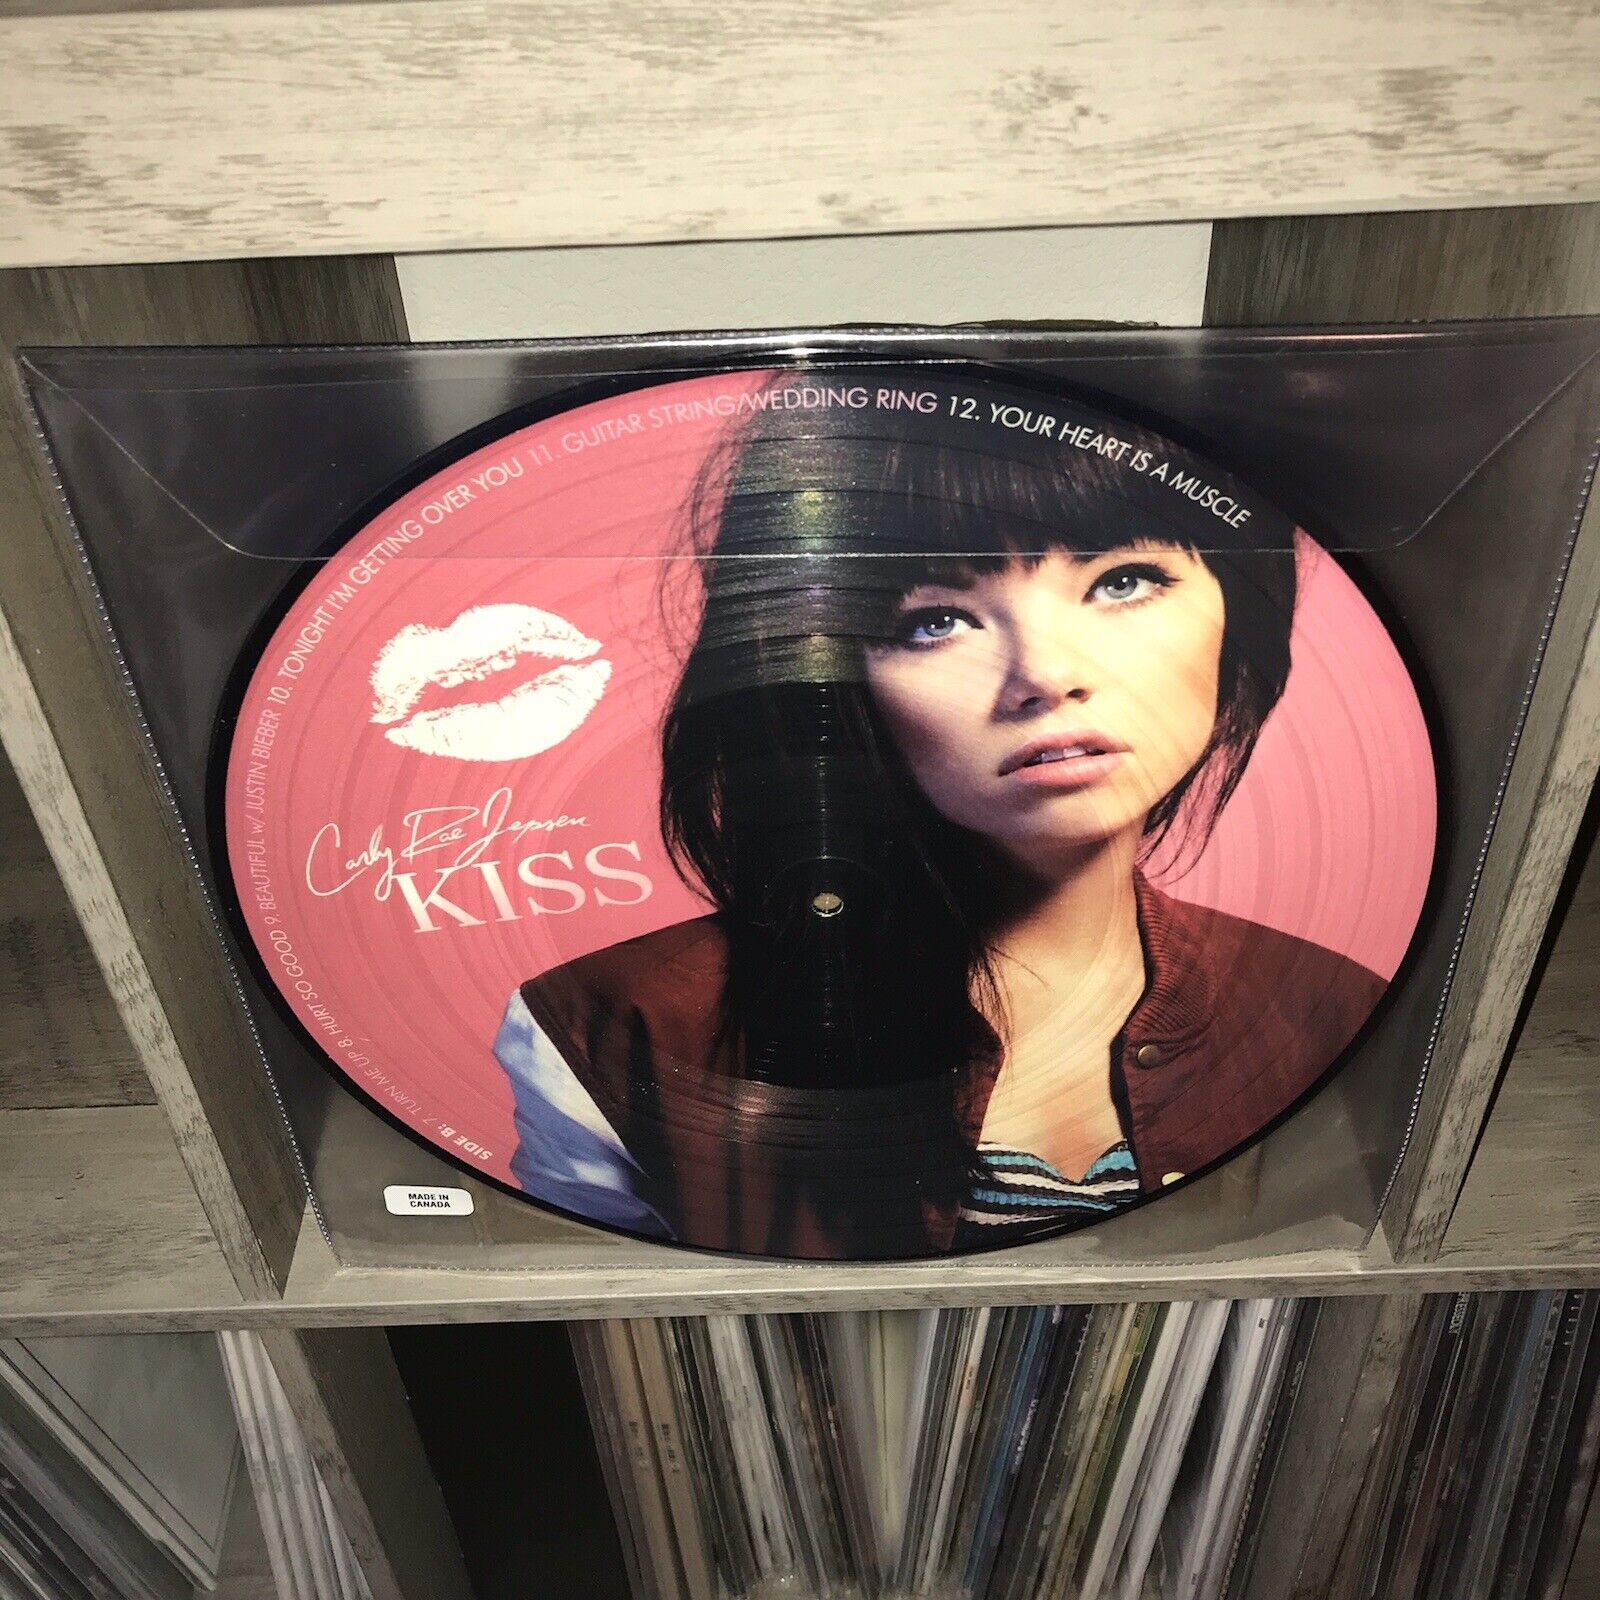 SIDE B: 7. TURN ME UP 8. HURT SO GOOD 9. BEAUTIFUL w/ JUSTIN BIEBER 10. TONIGHT I'M GETTING OVER YOU 11. GUITAR STRING/WEDDING RING 12. YOUR HEART IS A MUSCLE
Carly Rae Jepsen
KISS
MADE IN
CANADA